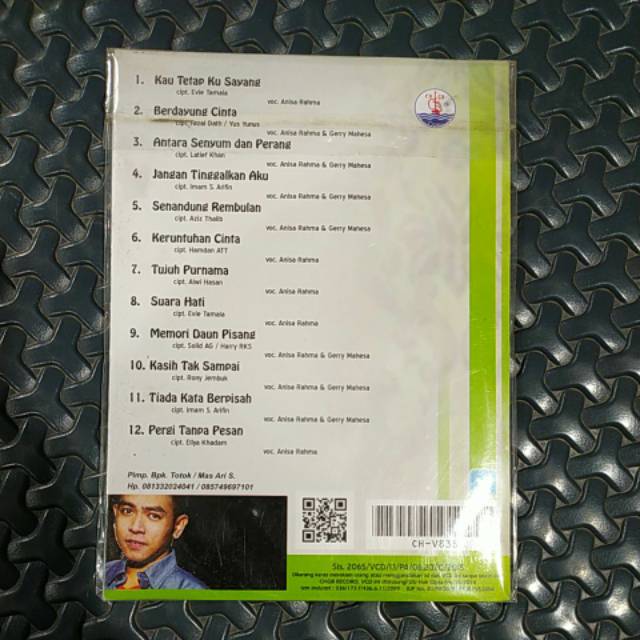 1. Kau Tetap Ku Sayang
cipt. Evie Tamala
voc. Anisa Rahma
2. Berdayung Cinta
cipt. Fazal Dath / Yus Yunus
voc. Anisa Rahma & Gerry Mahesa
3. Antara Senyum dan Perang
cipt. Latief Khan
voc. Anisa Rahma & Gerry Mahesa
4. Jangan Tinggalkan Aku
cipt. Imam S. Arifin
voc. Anisa Rahma & Gerry Mahesa
5. Senandung Rembulan
cipt. Aziz Thalib
voc. Anisa Rahma & Gerry Mahesa
6. Keruntuhan Cinta
cipt. Hamdan ATT
voc. Anisa Rahma
7. Tujuh Purnama
cipt. Alwi Hasan
voc. Anisa Rahma
8. Suara Hati
cipt. Evie Tamala
voc. Anisa Rahma
9. Memori Daun Pisang
cipt. Said AG / Harry RKS
voc. Anisa Rahma & Gerry Mahesa
10. Kasih Tak Sampai
cipt. Rony Jembuk
voc. Anisa Rahma & Gerry Mahesa
11. Tiada Kata Berpisah
cipt. Imam S. Arifin
voc. Anisa Rahma & Gerry Mahesa
12. Pergi Tanpa Pesan
cipt. Ellya Khadam
voc. Anisa Rahma
Pimp. Bpk. Totok / Mas Ari S.
Hp. 081332024041 / 085749697101
CH-V835